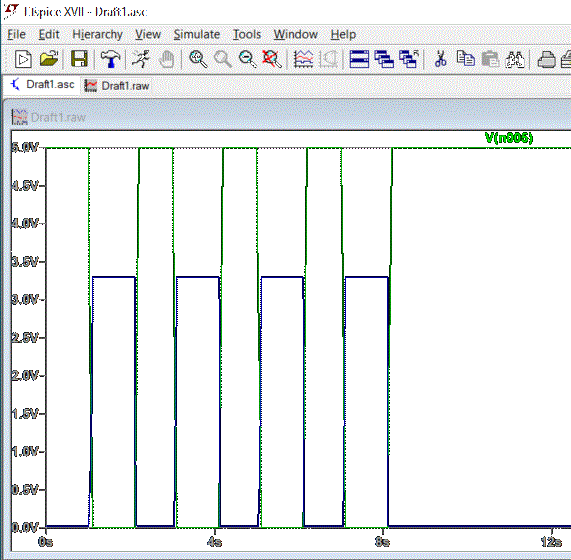 LTspice XVII - Draft1.asc
File Edit Hierarchy View Simulate Tools Window Help
Draft1.asc Draft1.raw
Draft1.raw
V(n006)
5.0V
4.5V
4.0V
3.5V
3.0V
2.5V
2.0V
1.5V
1.0V
0.5V
0.0V
0s 4s 8s 12s